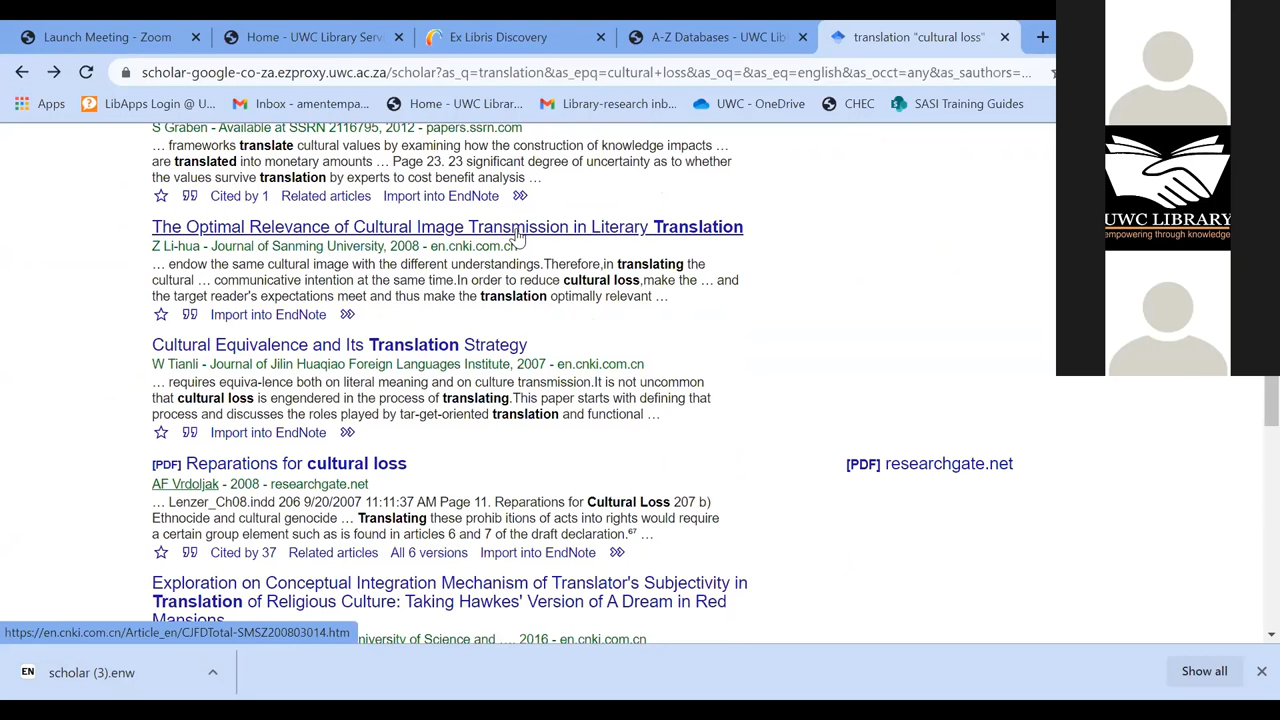 Launch Meeting - Zoom
Home - UWC Library Serv
Ex Libris Discovery
A-Z Databases - UWC Lib
translation "cultural loss"
scholar-google-co-za.ezproxy.uwc.ac.za/scholar?as_q=translation&as_epq=cultural+loss&as_oq=&as_eq=english&as_occt=any&as_sauthors=...
Apps
LibApps Login @ U...
Inbox - amentempa...
Home - UWC Librar...
Library-research inb...
UWC - OneDrive
CHEC
SASI Training Guides
S Graben - Available at SSRN 2116795, 2012 - papers.ssrn.com
... frameworks translate cultural values by examining how the construction of knowledge impacts ...
are translated into monetary amounts ... Page 23. 23 significant degree of uncertainty as to whether
the values survive translation by experts to cost benefit analysis ...
Cited by 1 Related articles Import into EndNote
The Optimal Relevance of Cultural Image Transmission in Literary Translation
Z Li-hua - Journal of Sanming University, 2008 - en.cnki.com.cn
... endow the same cultural image with the different understandings.Therefore,in translating the
cultural ... communicative intention at the same time.In order to reduce cultural loss,make the ... and
the target reader's expectations meet and thus make the translation optimally relevant ...
Import into EndNote
Cultural Equivalence and Its Translation Strategy
W Tianli - Journal of Jilin Huaqiao Foreign Languages Institute, 2007 - en.cnki.com.cn
... requires equiva-lence both on literal meaning and on culture transmission.It is not uncommon
that cultural loss is engendered in the process of translating.This paper starts with defining that
process and discusses the roles played by tar-get-oriented translation and functional ...
Import into EndNote
[PDF] Reparations for cultural loss
[PDF] researchgate.net
AF Vrdoljak - 2008 - researchgate.net
... Lenzer_Ch08.indd 206 9/20/2007 11:11:37 AM Page 11. Reparations for Cultural Loss 207 b)
Ethnocide and cultural genocide ... Translating these prohib itions of acts into rights would require
a certain group element such as is found in articles 6 and 7 of the draft declaration.67 ...
Cited by 37 Related articles All 6 versions Import into EndNote
Exploration on Conceptual Integration Mechanism of Translator's Subjectivity in
Translation of Religious Culture: Taking Hawkes' Version of A Dream in Red
Mansions
https://en.cnki.com.cn/Article_en/CJFDTotal-SMSZ200803014.htm
University of Science and ..., 2016 - en.cnki.com.cn
EN
scholar (3).enw
Show all
UWC LIBRARY
empowering through knowledge